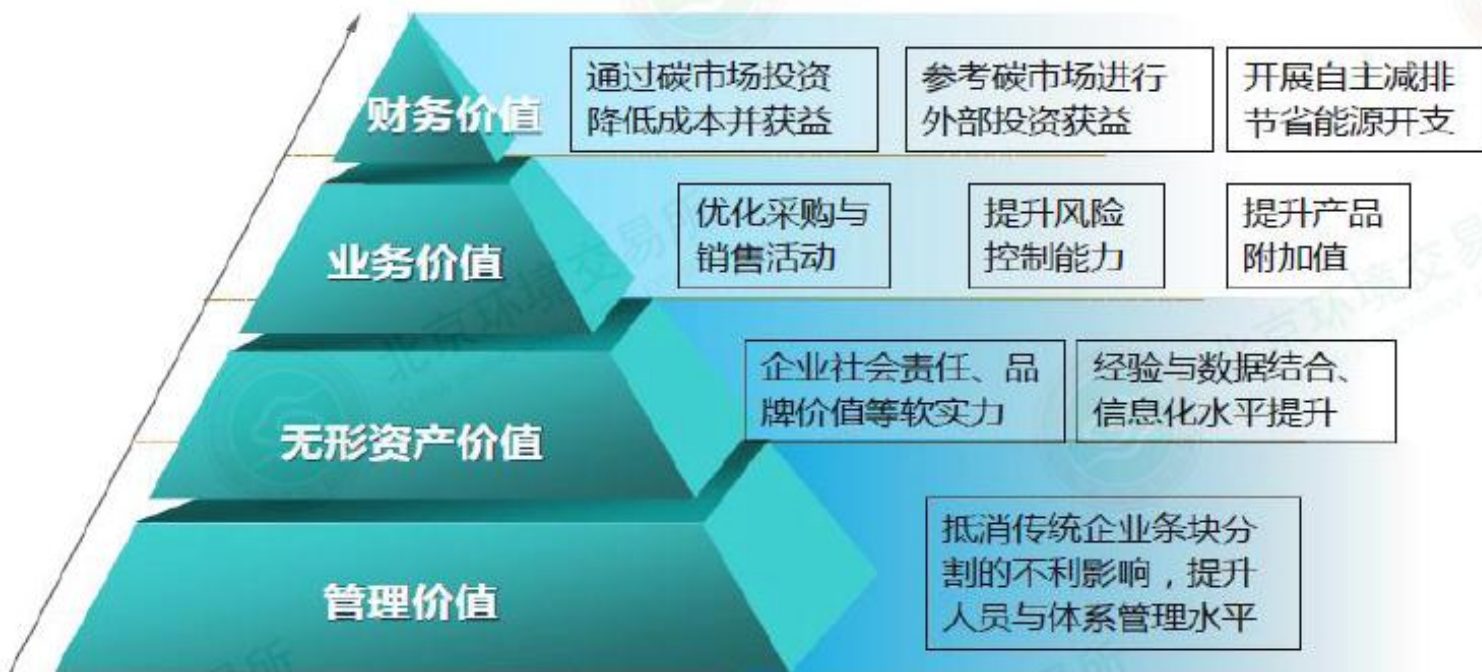 财务价值
通过碳市场投资
降低成本并获益
参考碳市场进行
外部投资获益
开展自主减排
节省能源开支
业务价值
优化采购与
销售活动
提升风险
控制能力
提升产品
附加值
无形资产价值
企业社会责任、品
牌价值等软实力
经验与数据结合、
信息化水平提升
管理价值
抵消传统企业条块分
割的不利影响，提升
人员与体系管理水平
北京环境交易所